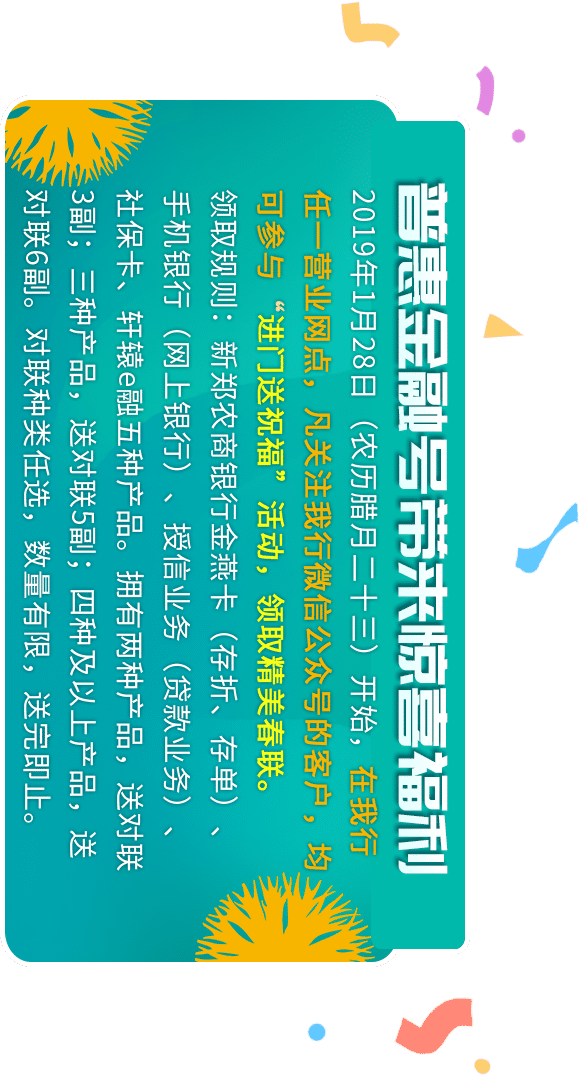 普惠金融号带来惊喜福利
2019年1月28日（农历腊月二十三）开始，在我行
任一营业网点，凡关注我行微信公众号的客户，均
可参与“进门送祝福”活动，领取精美春联。
领取规则：新郑农商银行金燕卡（存折、存单）、
手机银行（网上银行）、授信业务（贷款业务）、
社保卡、轩辕e融五种产品。拥有两种产品，送对联
3副；三种产品，送对联5副；四种及以上产品，送
对联6副。对联种类任选，数量有限，送完即止。